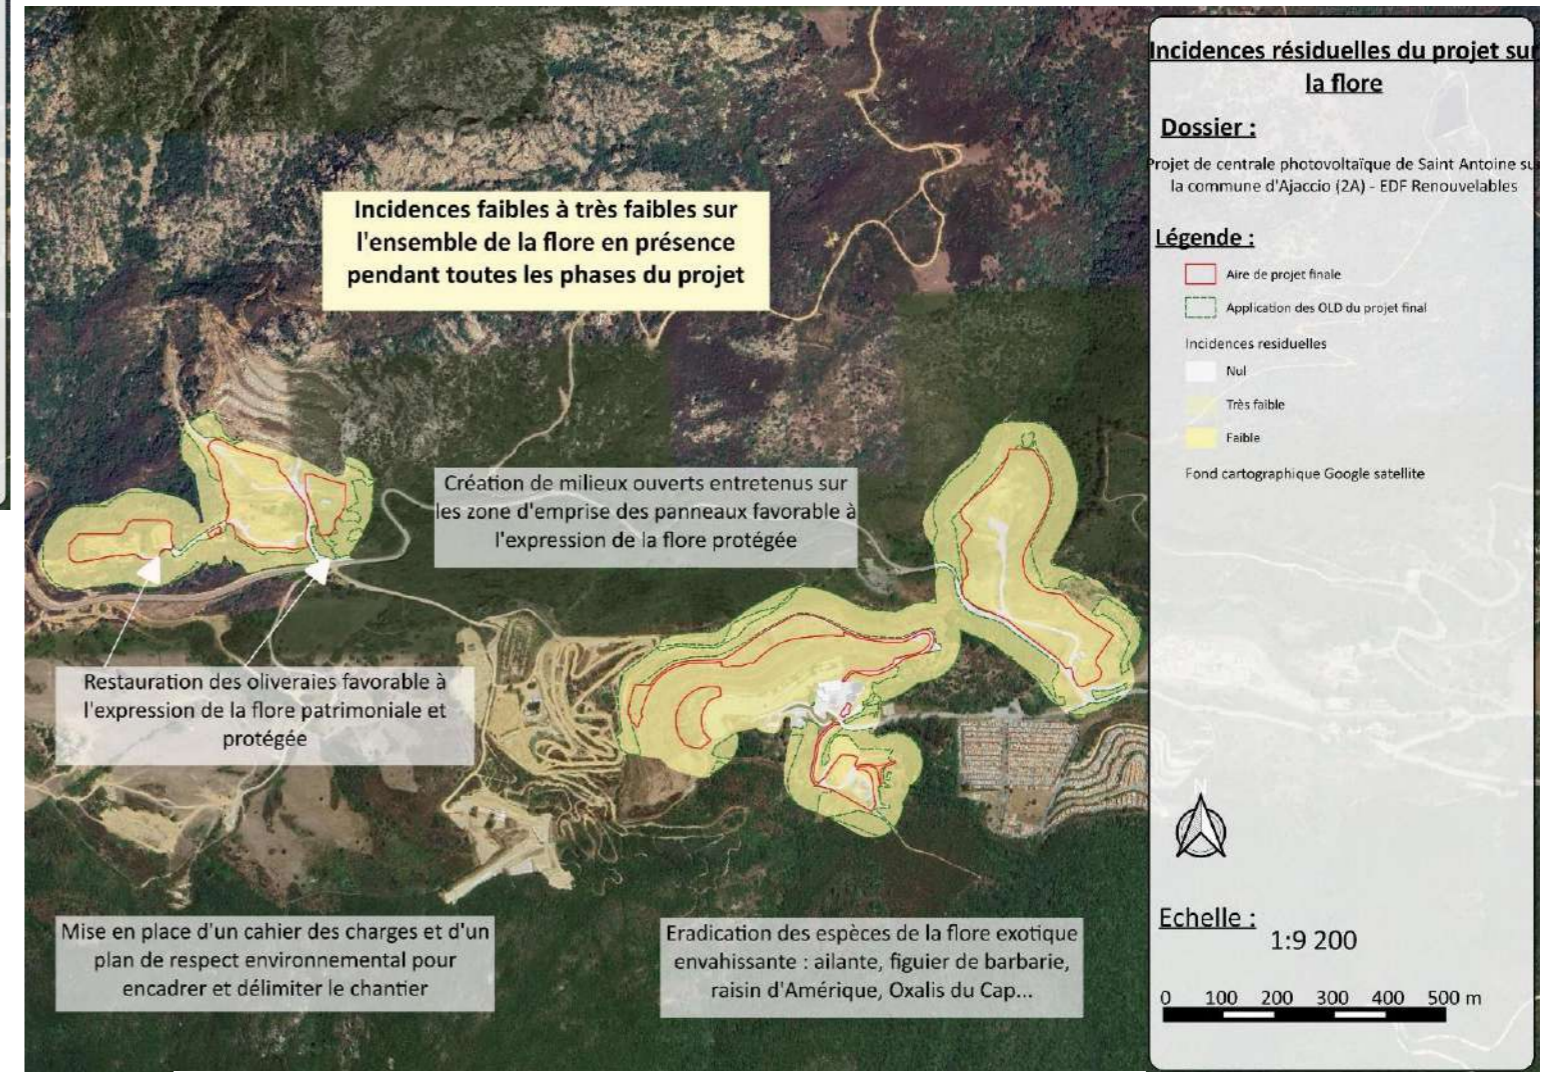 Incidences résiduelles du projet sur
la flore
Dossier :
Projet de centrale photovoltaïque de Saint Antoine su
la commune d'Ajaccio (2A) - EDF Renouvelables
Légende :
Aire de projet finale
Application des OLD du projet final
Incidences residuelles
Nul
Très faible
Faible
Fond cartographique Google satellite
Incidences faibles à très faibles sur
l'ensemble de la flore en présence
pendant toutes les phases du projet
Création de milieux ouverts entretenus sur
les zone d'emprise des panneaux favorable à
l'expression de la flore protégée
Restauration des oliveraies favorable à
l'expression de la flore patrimoniale et
protégée
Mise en place d'un cahier des charges et d'un
plan de respect environnemental pour
encadrer et délimiter le chantier
Eradication des espèces de la flore exotique
envahissante : ailante, figuier de barbarie,
raisin d'Amérique, Oxalis du Cap...
N
Echelle :
1:9 200
0 100 200 300 400 500 m